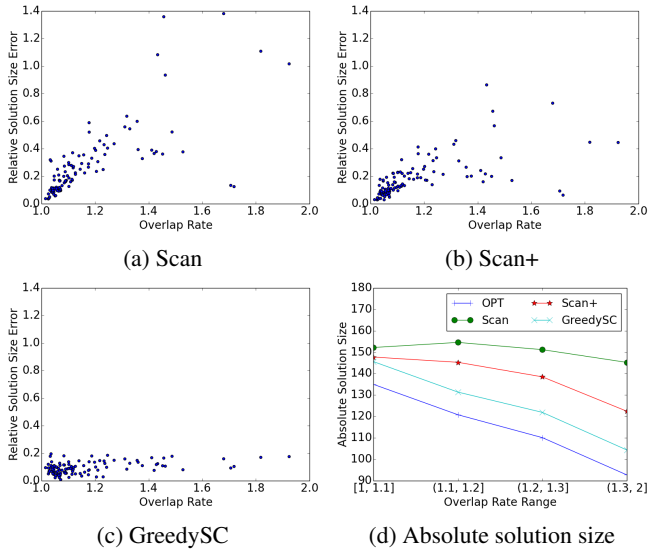 1.4
1.2
1.0
0.8
0.6
0.4
0.2
0.0
Relative Solution Size Error
1.0 1.2 1.4 1.6 1.8 2.0
Overlap Rate
(a) Scan
1.4
1.2
1.0
0.8
0.6
0.4
0.2
0.0
Relative Solution Size Error
1.0 1.2 1.4 1.6 1.8 2.0
Overlap Rate
(b) Scan+
1.4
1.2
1.0
0.8
0.6
0.4
0.2
0.0
Relative Solution Size Error
1.0 1.2 1.4 1.6 1.8 2.0
Overlap Rate
(c) GreedySC
180
170
160
150
140
130
120
110
100
90
Absolute Solution Size
OPT Scan+
Scan GreedySC
[1, 1.1] (1.1, 1.2] (1.2, 1.3] (1.3, 2]
Overlap Rate Range
(d) Absolute solution size